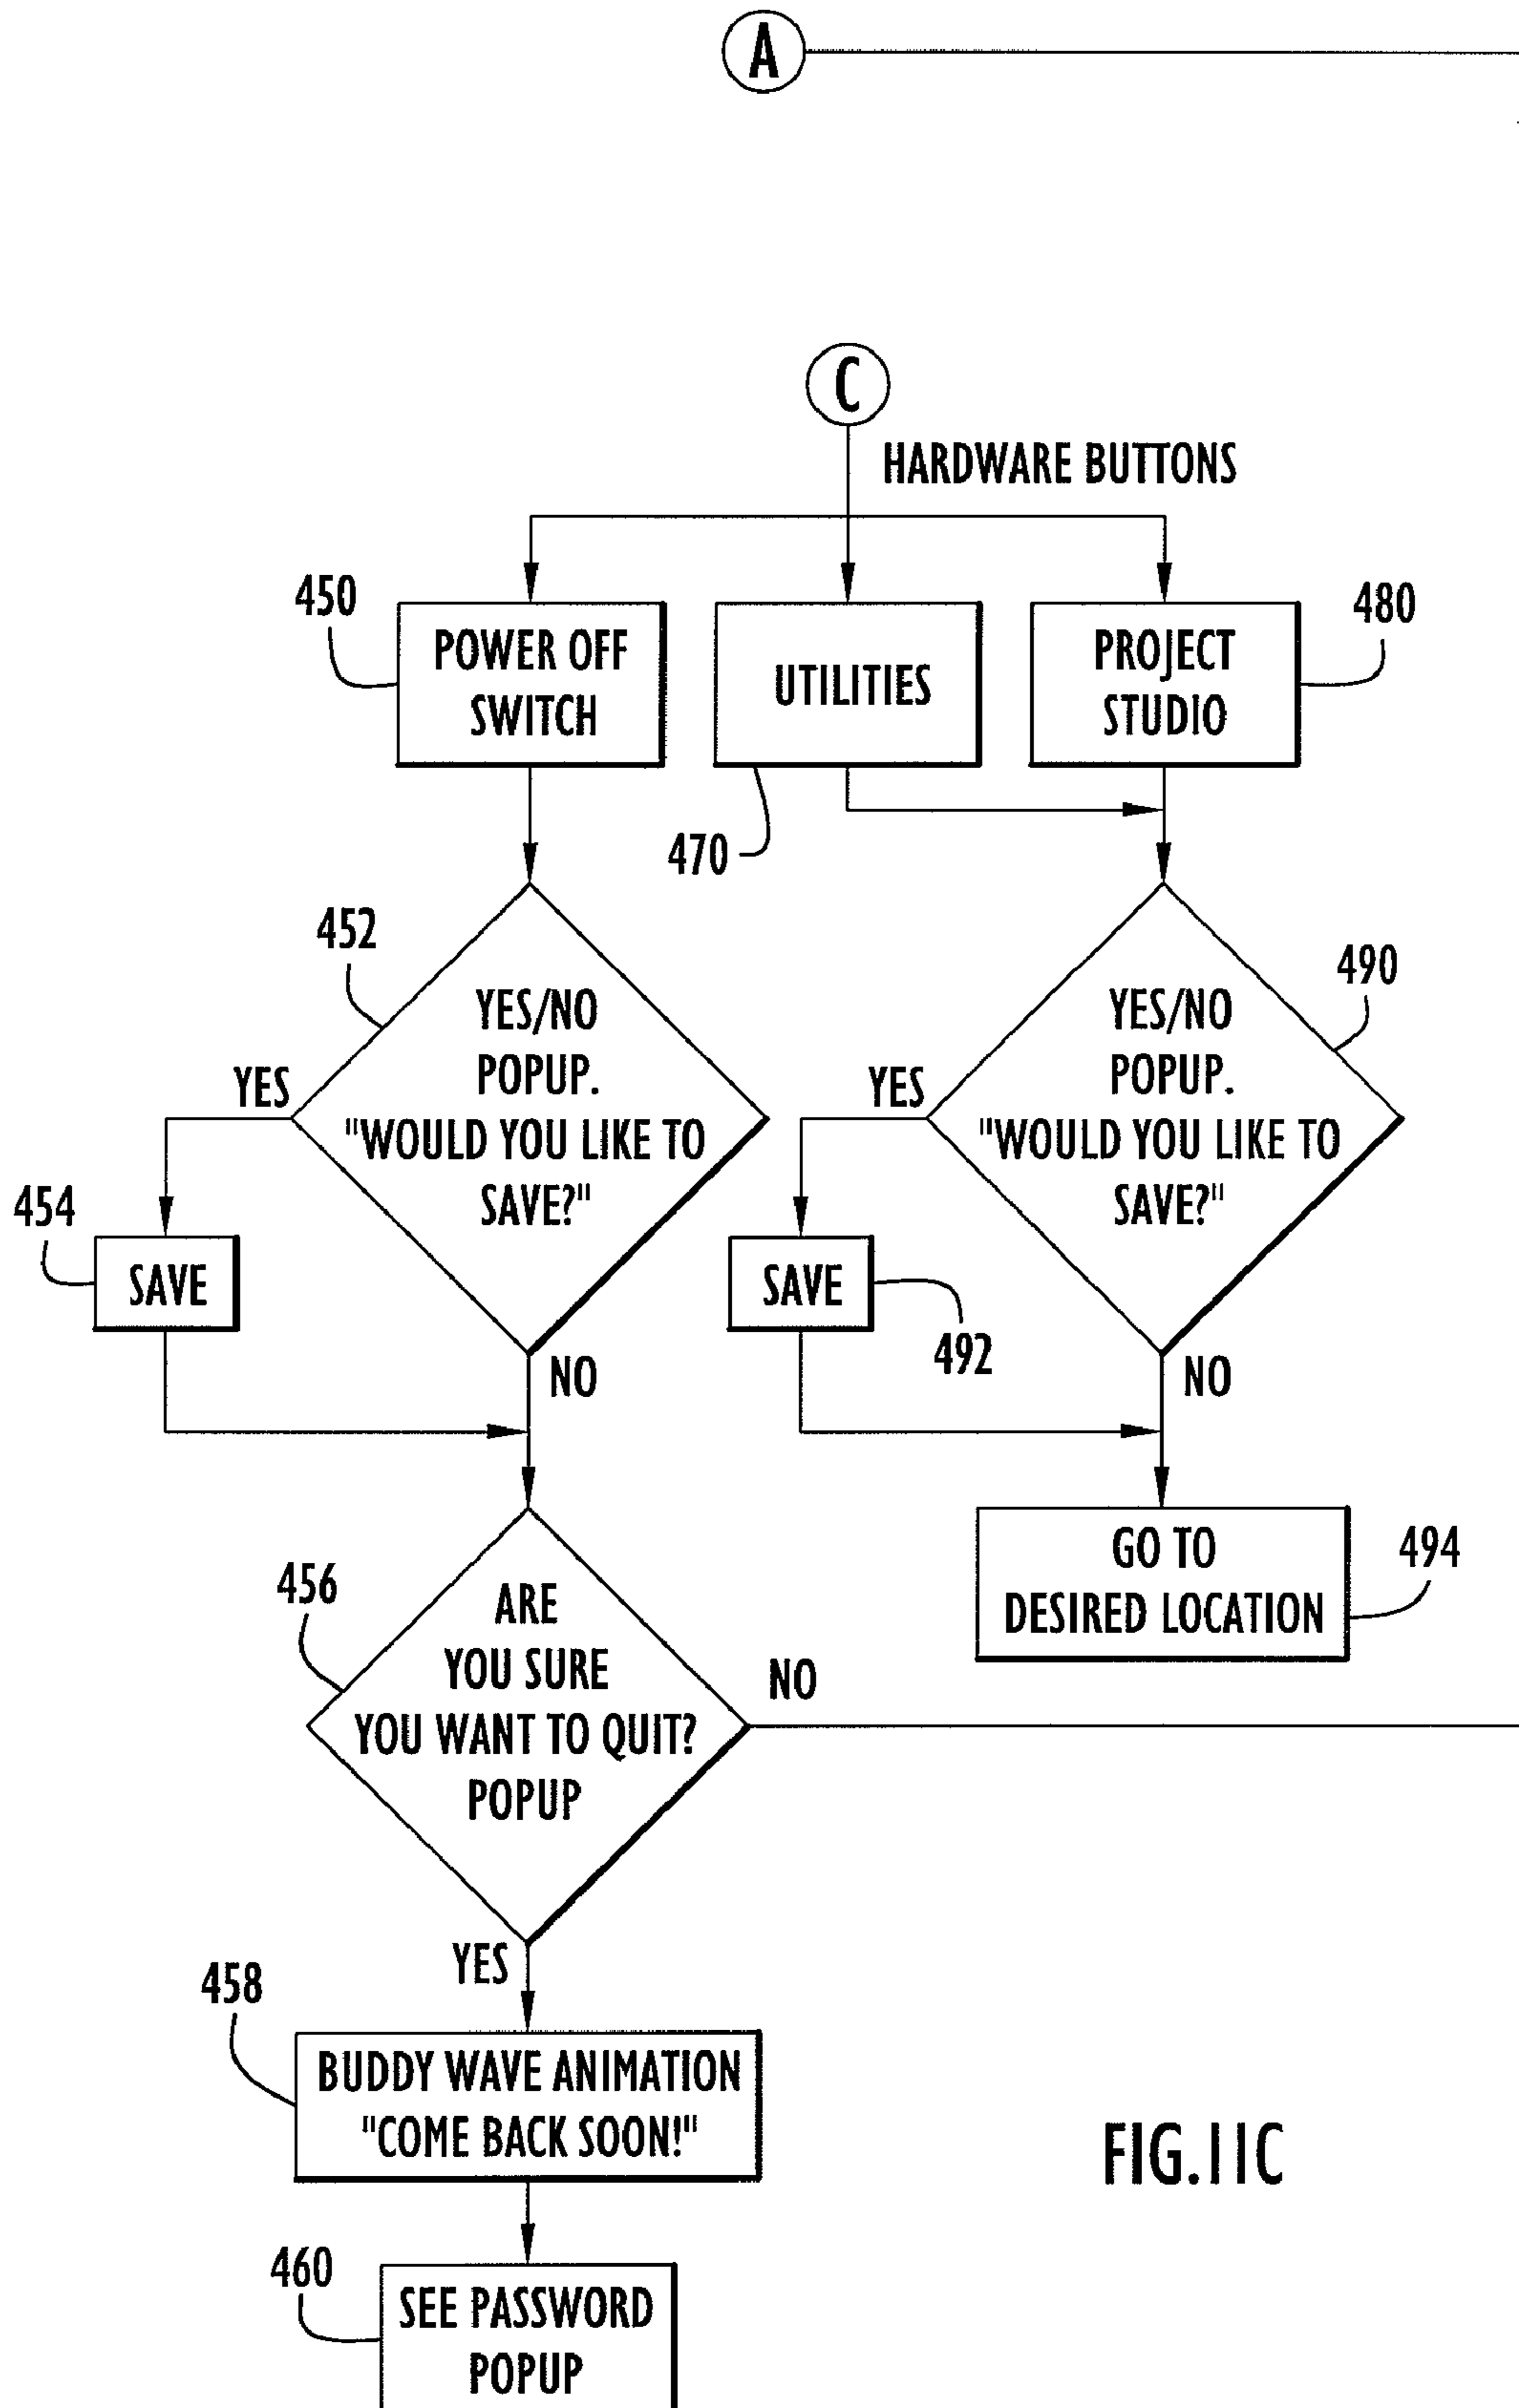 A
C
HARDWARE BUTTONS
450
POWER OFF
SWITCH
UTILITIES
470
PROJECT
STUDIO
480
452
YES/NO
POPUP.
"WOULD YOU LIKE TO
SAVE?"
YES
454
SAVE
NO
490
YES/NO
POPUP.
"WOULD YOU LIKE TO
SAVE?"
YES
SAVE
492
NO
GO TO
DESIRED LOCATION
494
456
ARE
YOU SURE
YOU WANT TO QUIT?
POPUP
NO
YES
458
BUDDY WAVE ANIMATION
"COME BACK SOON!"
460
SEE PASSWORD
POPUP
FIG.11C